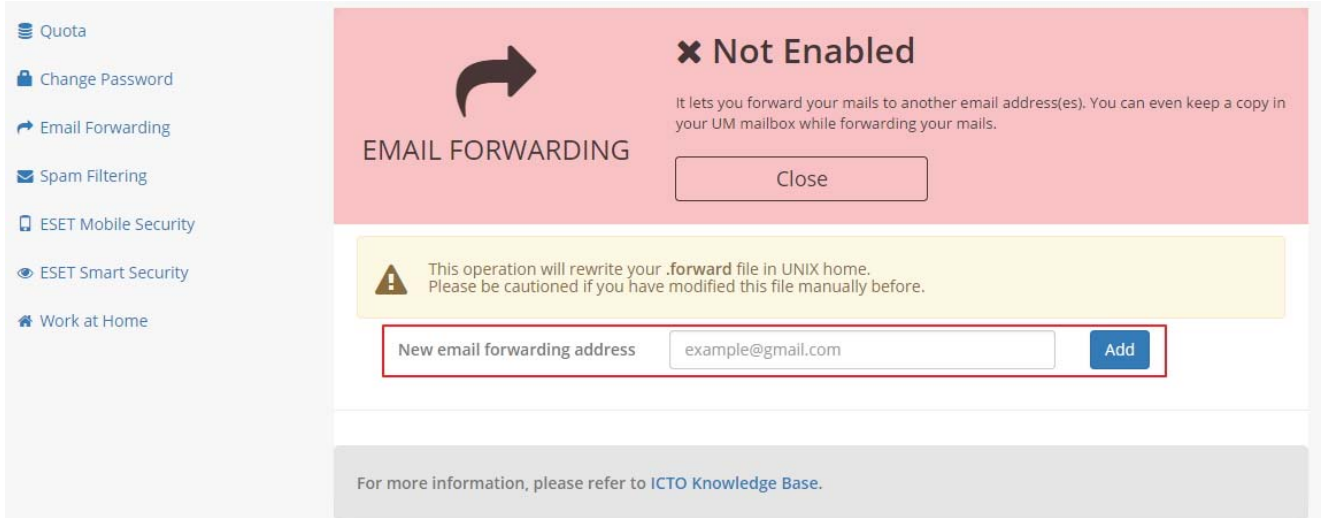 Quota
Change Password
Email Forwarding
Spam Filtering
ESET Mobile Security
ESET Smart Security
Work at Home
EMAIL FORWARDING
Not Enabled
It lets you forward your mails to another email address(es). You can even keep a copy in
your UM mailbox while forwarding your mails.
Close
This operation will rewrite your .forward file in UNIX home.
Please be cautioned if you have modified this file manually before.
New email forwarding address example@gmail.com Add
For more information, please refer to ICTO Knowledge Base.